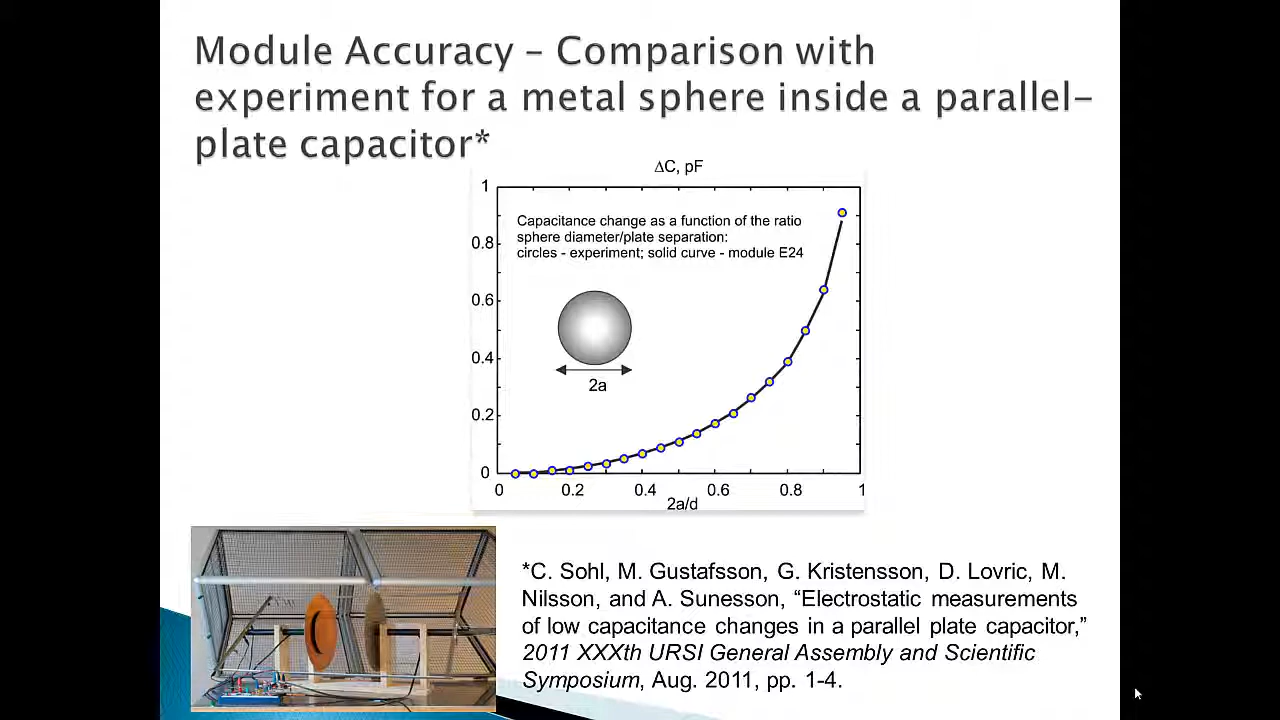 Module Accuracy – Comparison with
experiment for a metal sphere inside a parallel-
plate capacitor*
ΔC, pF
1
0.8
0.6
0.4
0.2
0
Capacitance change as a function of the ratio
sphere diameter/plate separation:
circles - experiment; solid curve - module E24
2a
0 0.2 0.4 0.6 0.8 1
2a/d
*C. Sohl, M. Gustafsson, G. Kristensson, D. Lovric, M.
Nilsson, and A. Sunesson, “Electrostatic measurements
of low capacitance changes in a parallel plate capacitor,”
2011 XXXth URSI General Assembly and Scientific
Symposium, Aug. 2011, pp. 1-4.